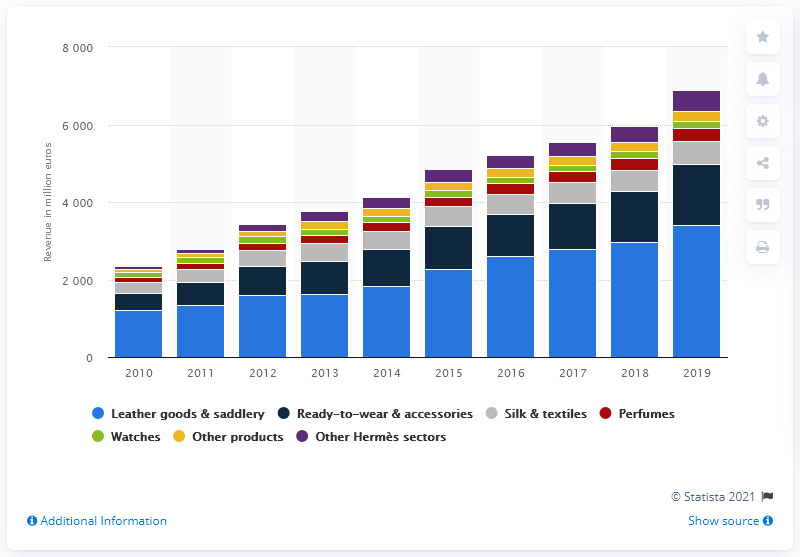 8 000
6 000
4 000
2 000
0
Revenue in million euros
2010 2011 2012 2013 2014 2015 2016 2017 2018 2019
Leather goods & saddlery Ready-to-wear & accessories Silk & textiles Perfumes
Watches Other products Other Hermès sectors
© Statista 2021
Additional Information Show source